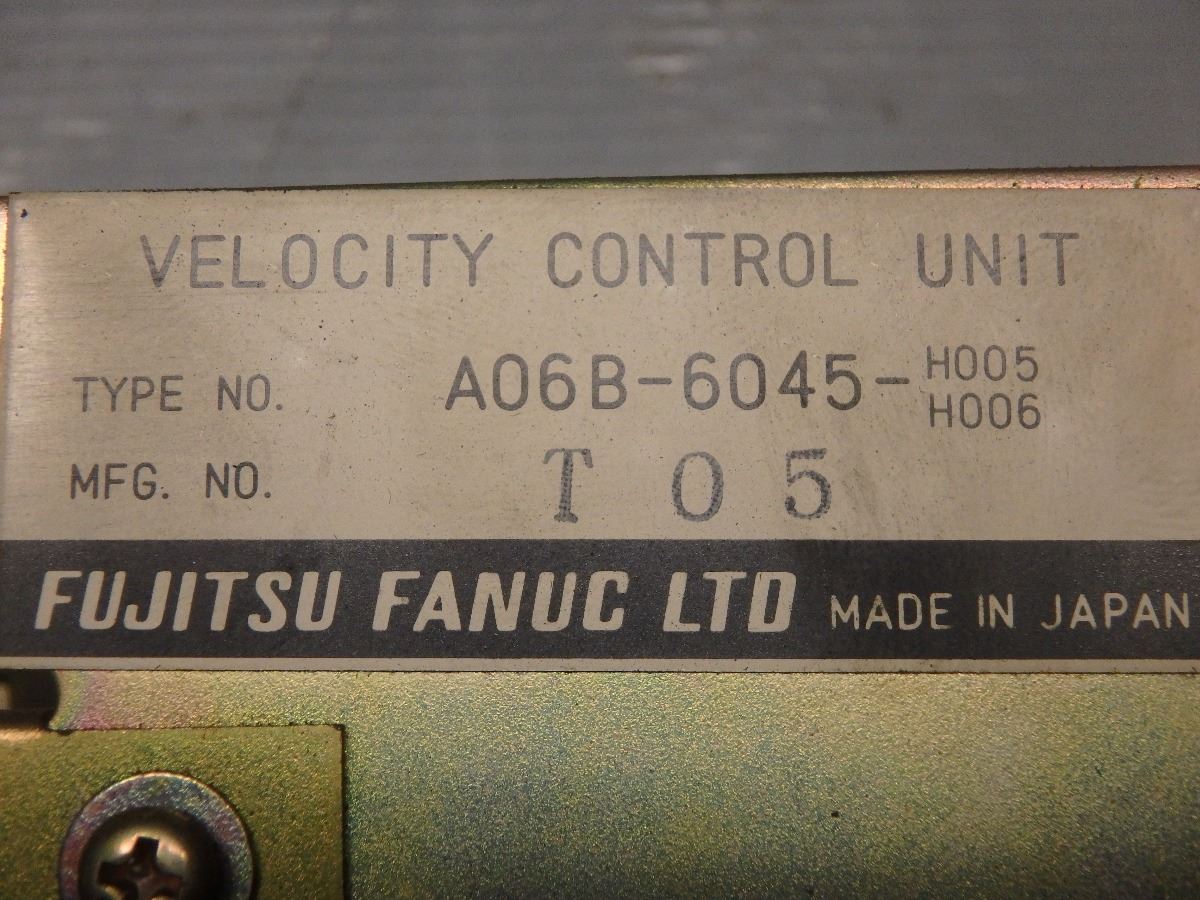 VELOCITY CONTROL UNIT
TYPE NO. A06B-6045-H005
H006
MFG. NO. T05
FUJITSU FANUC LTD MADE IN JAPAN